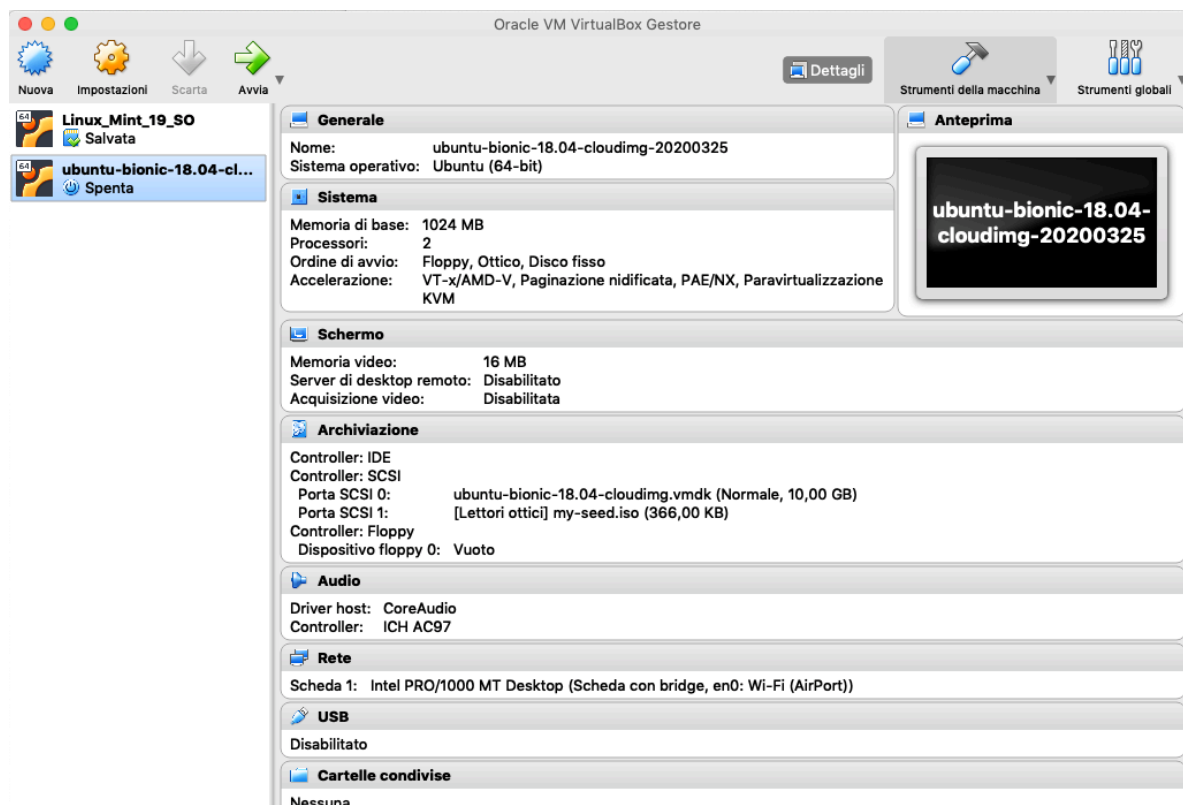 Oracle VM VirtualBox Gestore
Nuova
Impostazioni
Scarta
Avvia
Dettagli
Strumenti della macchina
Strumenti globali
64
Linux_Mint_19_SO
Salvata
64
ubuntu-bionic-18.04-cl...
Spenta
Generale
Nome: ubuntu-bionic-18.04-cloudimg-20200325
Sistema operativo: Ubuntu (64-bit)
Anteprima
ubuntu-bionic-18.04-
cloudimg-20200325
Sistema
Memoria di base: 1024 MB
Processori: 2
Ordine di avvio: Floppy, Ottico, Disco fisso
Accelerazione: VT-x/AMD-V, Paginazione nidificata, PAE/NX, Paravirtualizzazione
KVM
Schermo
Memoria video: 16 MB
Server di desktop remoto: Disabilitato
Acquisizione video: Disabilitata
Archiviazione
Controller: IDE
Controller: SCSI
Porta SCSI 0: ubuntu-bionic-18.04-cloudimg.vmdk (Normale, 10,00 GB)
Porta SCSI 1: [Lettori ottici] my-seed.iso (366,00 KB)
Controller: Floppy
Dispositivo floppy 0: Vuoto
Audio
Driver host: CoreAudio
Controller: ICH AC97
Rete
Scheda 1: Intel PRO/1000 MT Desktop (Scheda con bridge, en0: Wi-Fi (AirPort))
USB
Disabilitato
Cartelle condivise
Nessuna